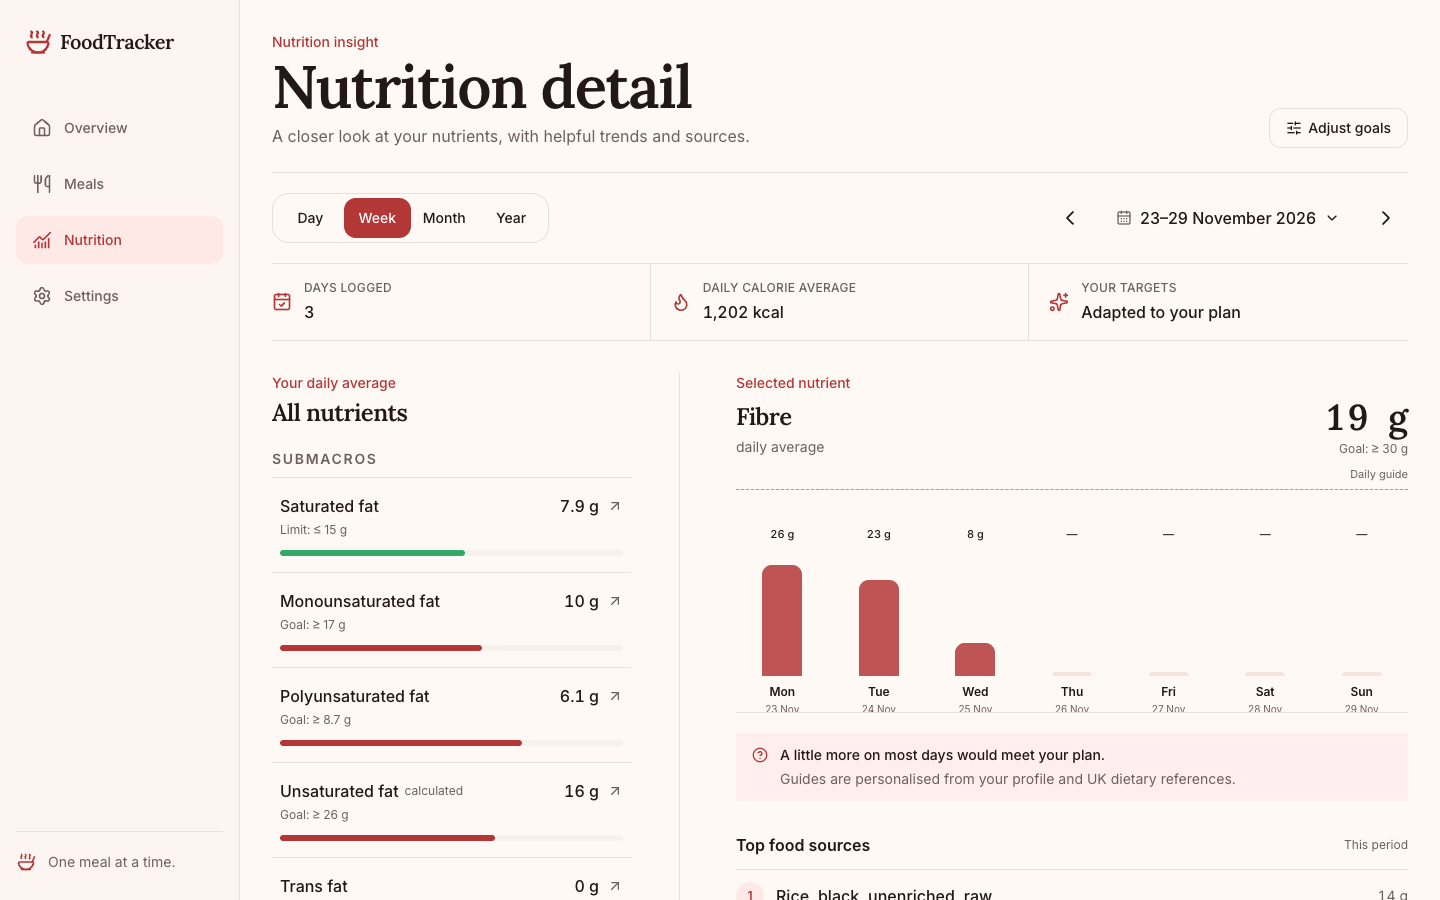 FoodTracker
Overview
Meals
Nutrition
Settings
One meal at a time.
Nutrition insight
Nutrition detail
A closer look at your nutrients, with helpful trends and sources.
Adjust goals
Day Week Month Year
23–29 November 2026
DAYS LOGGED
3
DAILY CALORIE AVERAGE
1,202 kcal
YOUR TARGETS
Adapted to your plan
Your daily average
All nutrients
SUBMACROS
Saturated fat 7.9 g
Limit: ≤ 15 g
Monounsaturated fat 10 g
Goal: ≥ 17 g
Polyunsaturated fat 6.1 g
Goal: ≥ 8.7 g
Unsaturated fat calculated 16 g
Goal: ≥ 26 g
Trans fat 0 g
Selected nutrient
Fibre 19 g
daily average Goal: ≥ 30 g
Daily guide
26 g 23 g 8 g — — — —
Mon Tue Wed Thu Fri Sat Sun
23 Nov 24 Nov 25 Nov 26 Nov 27 Nov 28 Nov 29 Nov
A little more on most days would meet your plan.
Guides are personalised from your profile and UK dietary references.
Top food sources This period
1 Rice, black, unenriched, raw 14 g